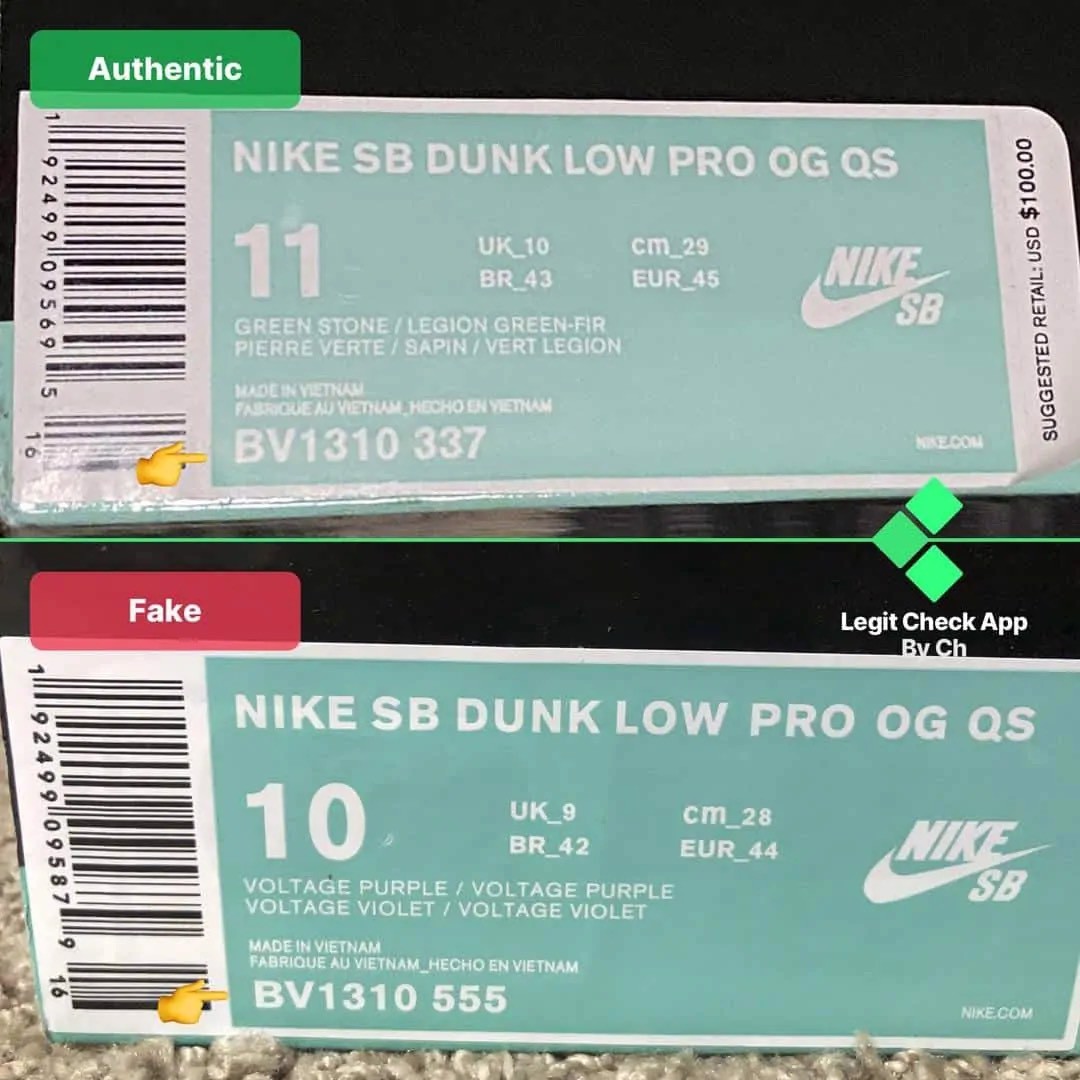 Authentic
1 92499 09569 5
16
NIKE SB DUNK LOW PRO OG QS
11
UK_10
cm_29
BR_43
EUR_45
NIKE
SB
GREEN STONE / LEGION GREEN-FIR
PIERRE VERTE / SAPIN / VERT LEGION
MADE IN VIETNAM
FABRIQUE AU VIETNAM_HECHO EN VIETNAM
BV1310 337
NIKE.COM
SUGGESTED RETAIL: USD $100.00
Fake
Legit Check App
By Ch
1 92499 09587 9
16
NIKE SB DUNK LOW PRO OG QS
10
UK_9
cm_28
BR_42
EUR_44
NIKE
SB
VOLTAGE PURPLE / VOLTAGE PURPLE
VOLTAGE VIOLET / VOLTAGE VIOLET
MADE IN VIETNAM
FABRIQUE AU VIETNAM_HECHO EN VIETNAM
BV1310 555
NIKE.COM